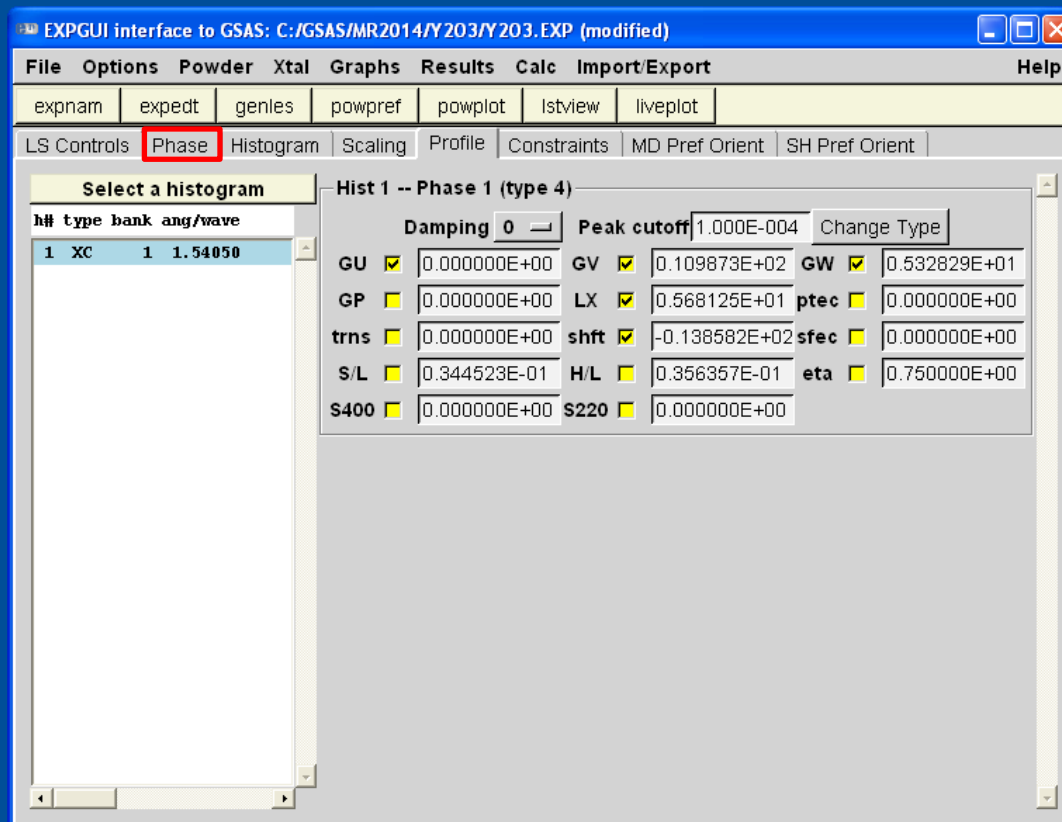 EXPGUI interface to GSAS: C:/GSAS/MR2014/Y2O3/Y2O3.EXP (modified)
File Options Powder Xtal Graphs Results Calc Import/Export Help
expnam expedt genles powpref powplot lstview liveplot
LS Controls Phase Histogram Scaling Profile Constraints MD Pref Orient SH Pref Orient
Select a histogram
h# type bank ang/wave
1 XC 1 1.54050
Hist 1 -- Phase 1 (type 4)
Damping 0 Peak cutoff 1.000E-004 Change Type
GU 0.000000E+00 GV 0.109873E+02 GW 0.532829E+01
GP 0.000000E+00 LX 0.568125E+01 ptec 0.000000E+00
trns 0.000000E+00 shft -0.138582E+02 sfec 0.000000E+00
S/L 0.344523E-01 H/L 0.356357E-01 eta 0.750000E+00
S400 0.000000E+00 S220 0.000000E+00